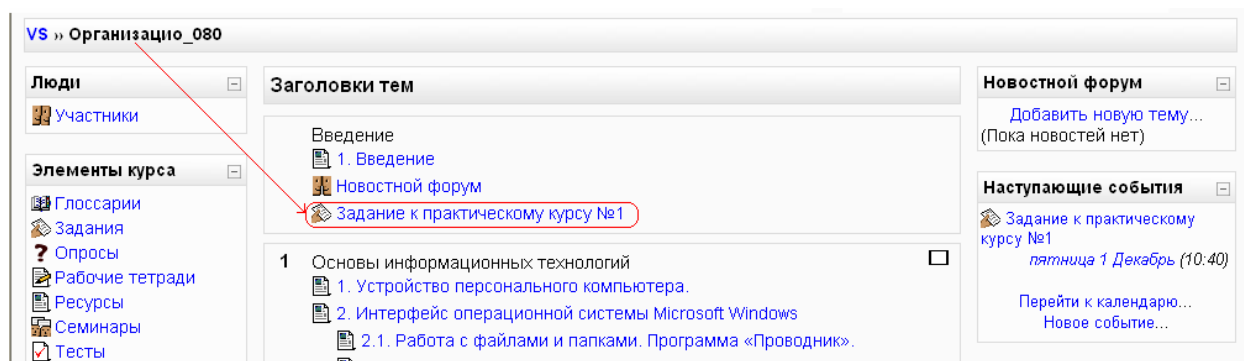 VS » Организацио_080
Люди
Участники
Элементы курса
Глоссарии
Задания
Опросы
Рабочие тетради
Ресурсы
Семинары
Тесты
Заголовки тем
Введение
1. Введение
Новостной форум
Задание к практическому курсу №1
1 Основы информационных технологий
1. Устройство персонального компьютера.
2. Интерфейс операционной системы Microsoft Windows
2.1. Работа с файлами и папками. Программа «Проводник».
Новостной форум
Добавить новую тему...
(Пока новостей нет)
Наступающие события
Задание к практическому
курсу №1
пятница 1 Декабрь (10:40)
Перейти к календарю...
Новое событие...